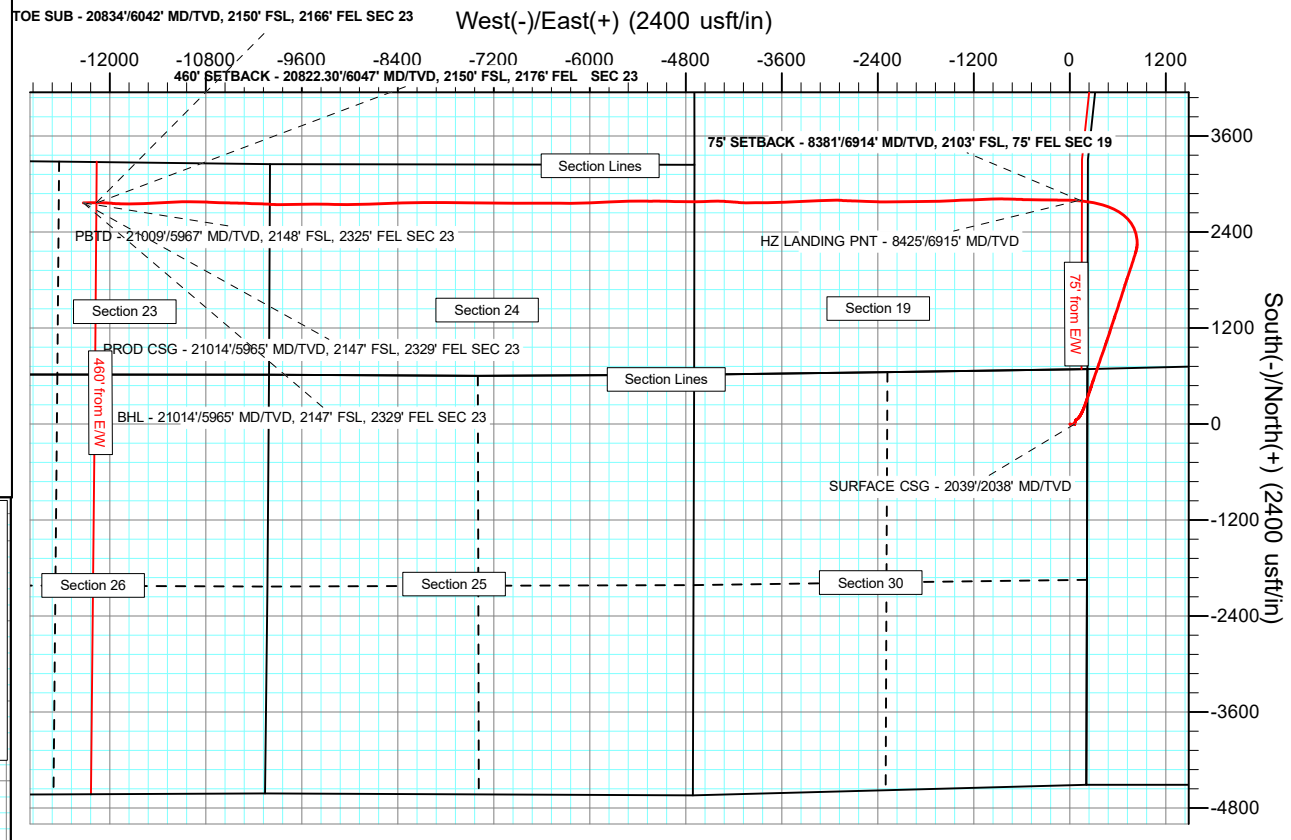 TOE SUB - 20834'/6042' MD/TVD, 2150' FSL, 2166' FEL SEC 23
West(-)/East(+) (2400 usft/in)
-12000 -10800 -9600 -8400 -7200 -6000 -4800 -3600 -2400 -1200 0 1200
460' SETBACK - 20822.30'/6047' MD/TVD, 2150' FSL, 2176' FEL SEC 23
3600
75' SETBACK - 8381'/6914' MD/TVD, 2103' FSL, 75' FEL SEC 19
Section Lines
2400
PBTD - 21009'/5967' MD/TVD, 2148' FSL, 2325' FEL SEC 23
HZ LANDING PNT - 8425'/6915' MD/TVD
75' from E/W
Section 23
Section 24
Section 19
1200
PROD CSG - 21014'/5965' MD/TVD, 2147' FSL, 2329' FEL SEC 23
460' from E/W
Section Lines
BHL - 21014'/5965' MD/TVD, 2147' FSL, 2329' FEL SEC 23
0
SURFACE CSG - 2039'/2038' MD/TVD
South(-)/North(+) (2400 usft/in)
-1200
Section 26
Section 25
Section 30
-2400
-3600
-4800